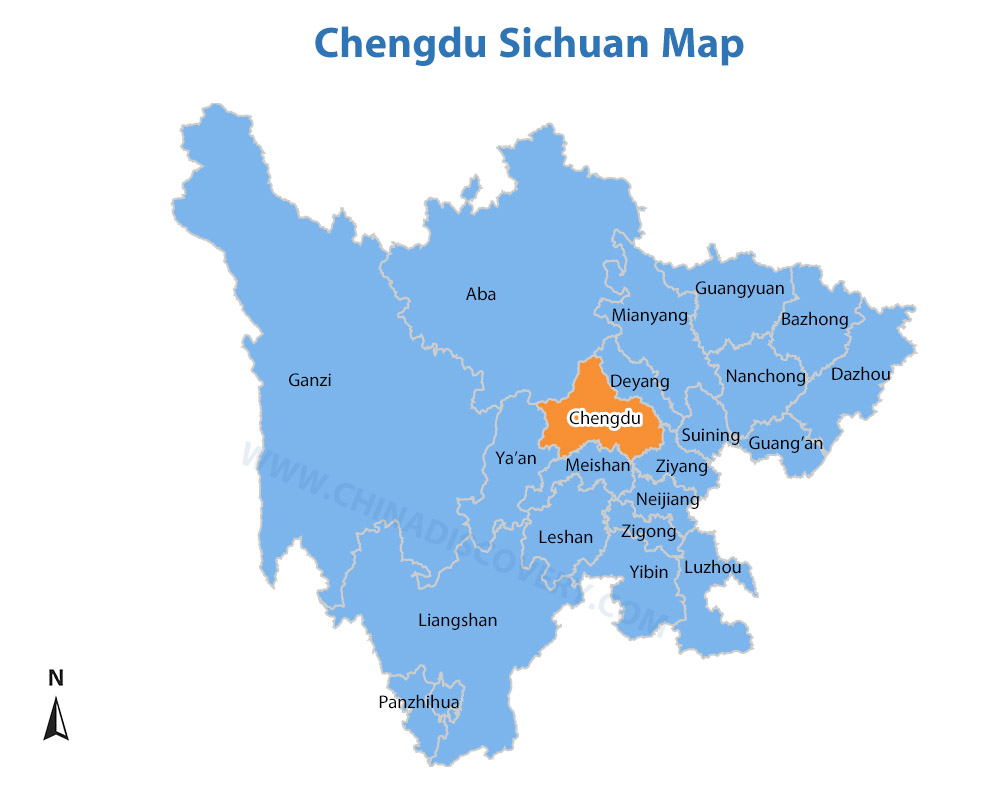 Chengdu Sichuan Map
Guangyuan
Aba
Mianyang
Bazhong
Ganzi
Deyang
Nanchong
Dazhou
Chengdu
Suining
Guang'an
Ya'an
Meishan
Ziyang
WWW.CHINADISCOVERY.COM
Neijiang
Leshan
Zigong
Yibin
Luzhou
Liangshan
N
Panzhihua